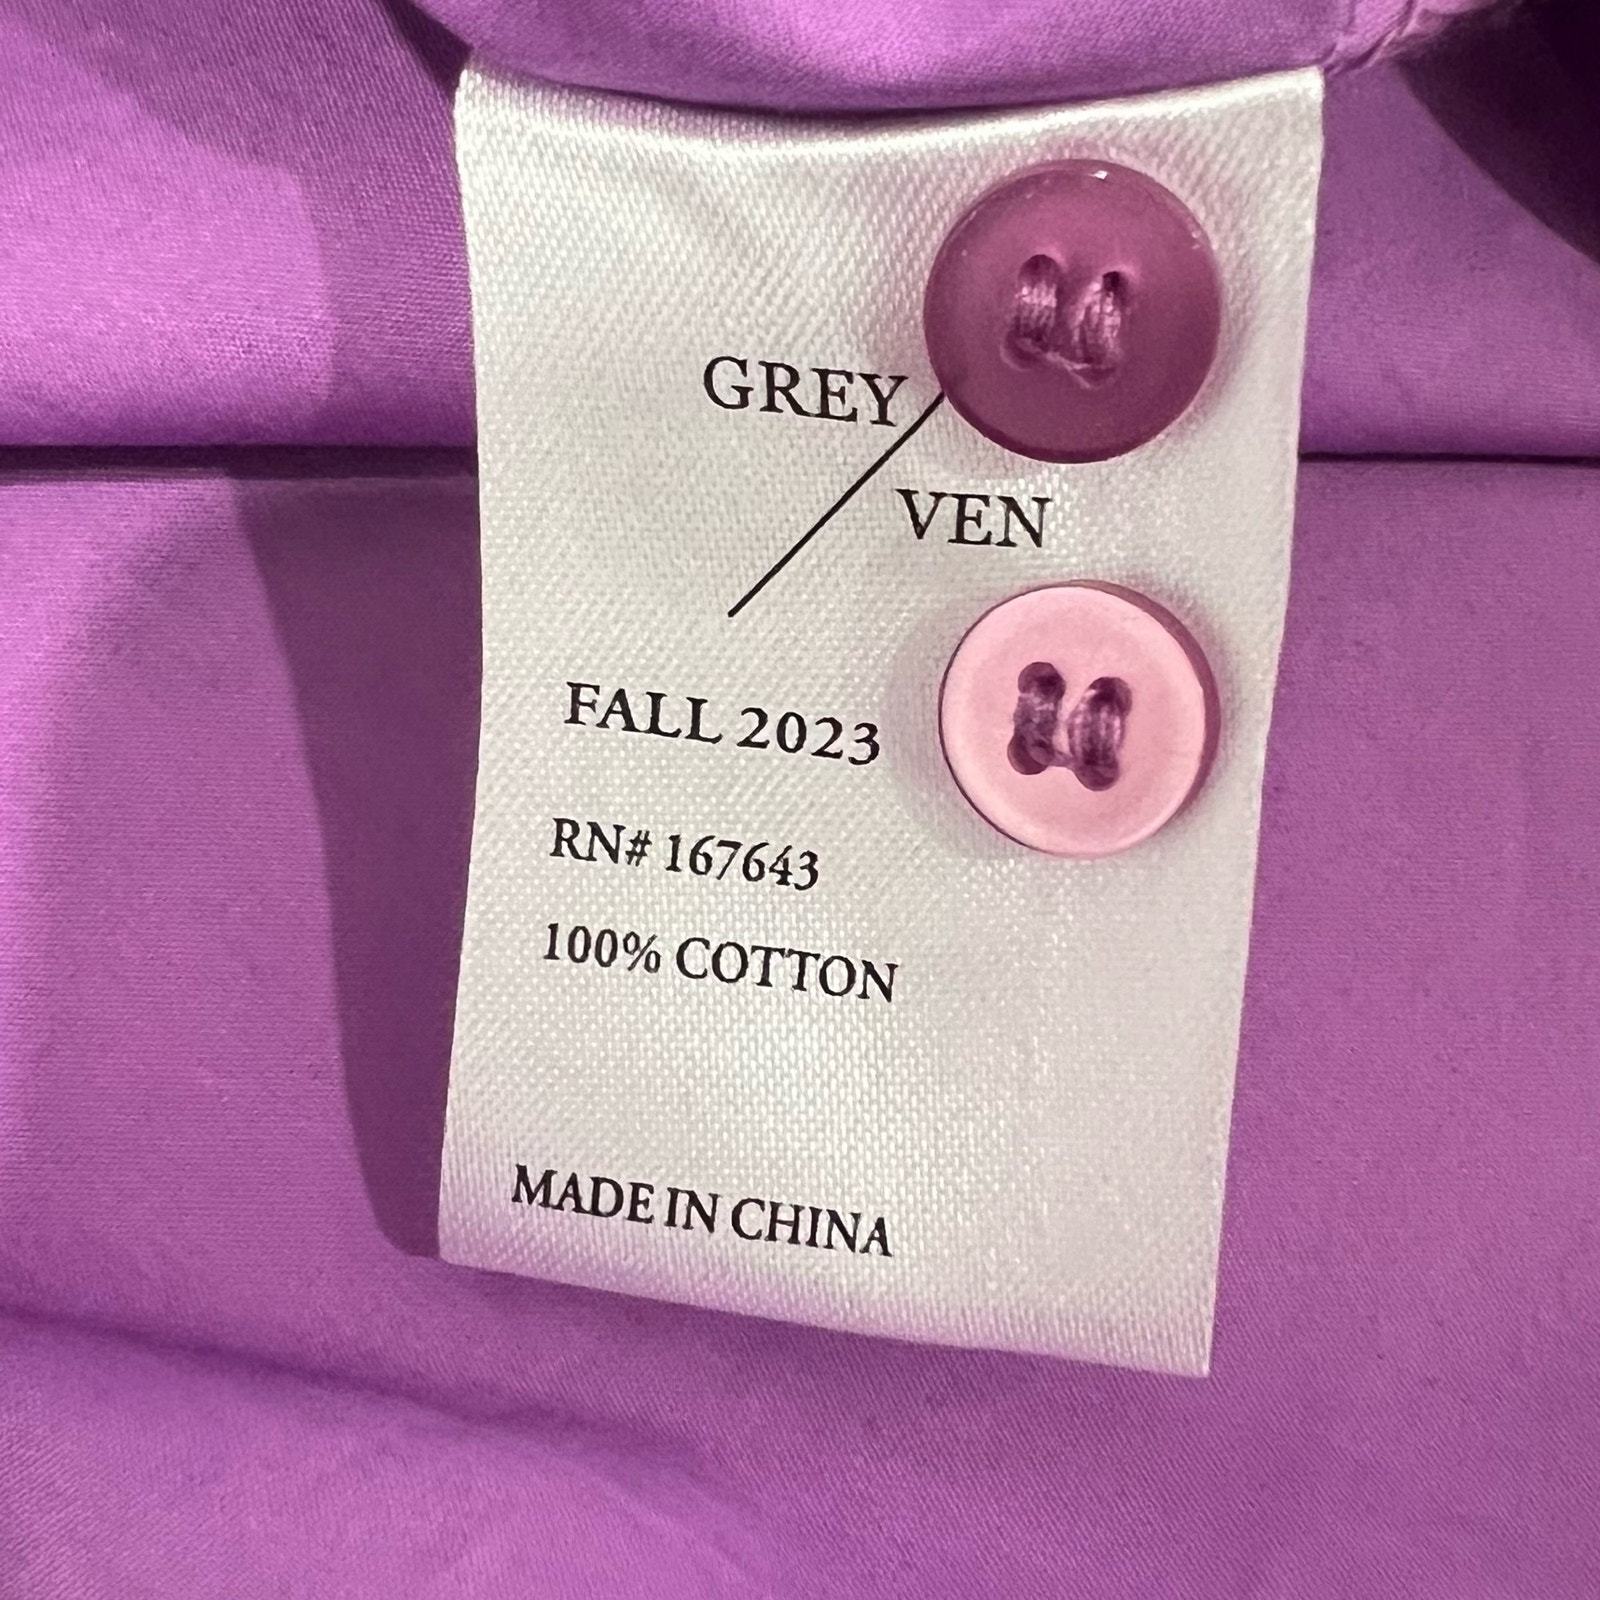 GREY
VEN
FALL 2023
RN# 167643
100% COTTON
MADE IN CHINA